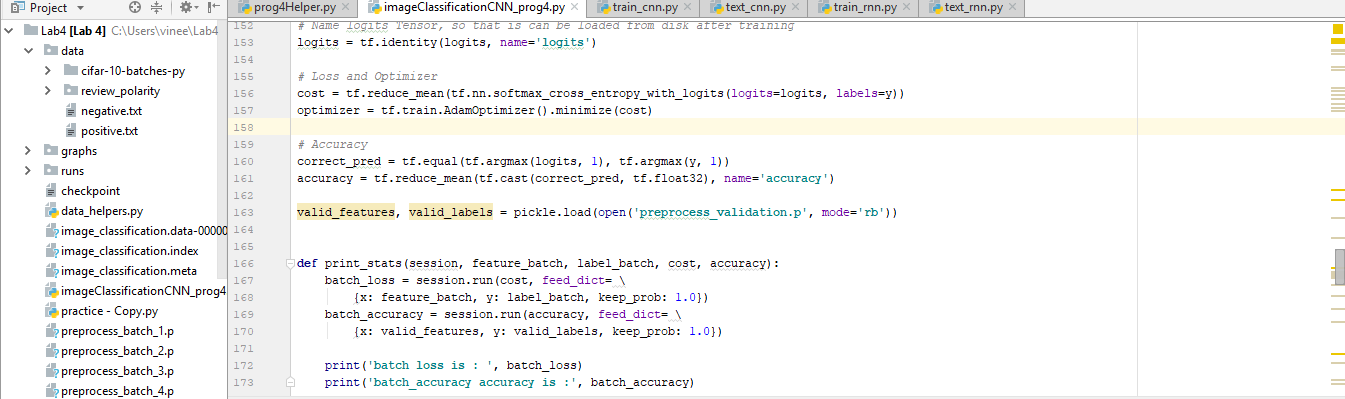 Project
prog4Helper.py
imageClassificationCNN_prog4.py
train_cnn.py
text_cnn.py
train_rnn.py
text_rnn.py
Lab4 [Lab 4] C:\Users\vinee\Lab4
data
cifar-10-batches-py
review_polarity
negative.txt
positive.txt
graphs
runs
checkpoint
data_helpers.py
image_classification.data-00000
image_classification.index
image_classification.meta
imageClassificationCNN_prog4
practice - Copy.py
preprocess_batch_1.p
preprocess_batch_2.p
preprocess_batch_3.p
preprocess_batch_4.p
152 # Name logits Tensor, so that is can be loaded from disk after training
153 logits = tf.identity(logits, name='logits')
154
155 # Loss and Optimizer
156 cost = tf.reduce_mean(tf.nn.softmax_cross_entropy_with_logits(logits=logits, labels=y))
157 optimizer = tf.train.AdamOptimizer().minimize(cost)
158
159 # Accuracy
160 correct_pred = tf.equal(tf.argmax(logits, 1), tf.argmax(y, 1))
161 accuracy = tf.reduce_mean(tf.cast(correct_pred, tf.float32), name='accuracy')
162
163 valid_features, valid_labels = pickle.load(open('preprocess_validation.p', mode='rb'))
164
165
166 def print_stats(session, feature_batch, label_batch, cost, accuracy):
167 batch_loss = session.run(cost, feed_dict= \
168 {x: feature_batch, y: label_batch, keep_prob: 1.0})
169 batch_accuracy = session.run(accuracy, feed_dict= \
170 {x: valid_features, y: valid_labels, keep_prob: 1.0})
171
172 print('batch loss is : ', batch_loss)
173 print('batch_accuracy accuracy is :', batch_accuracy)